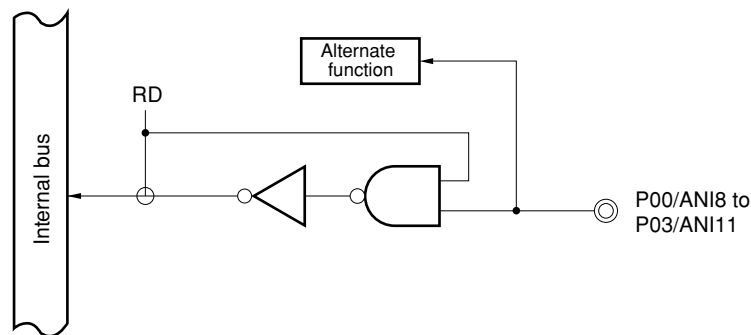 Alternate
function
RD
Internal bus
P00/ANI8 to
P03/ANI11